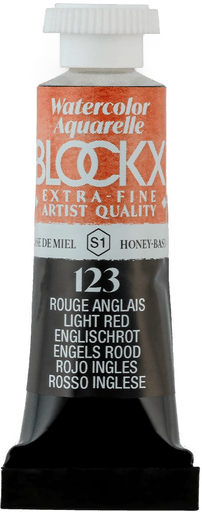 Watercolor
Aquarelle
BLOCKX
EXTRA-FINE
ARTIST QUALITY
S1 HONEY-BAS
123
ROUGE ANGLAIS
LIGHT RED
ENGLISCHROT
ENGELS ROOD
ROJO INGLES
ROSSO INGLESE